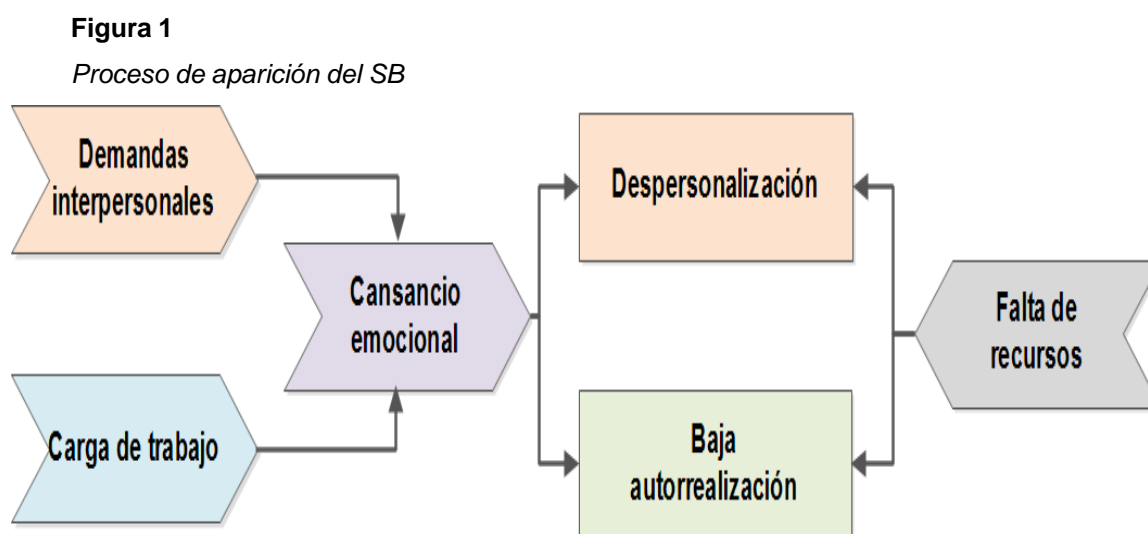 Figura 1
Proceso de aparición del SB
Demandas
interpersonales
Carga de trabajo
Cansancio
emocional
Despersonalización
Baja
autorrealización
Falta de
recursos